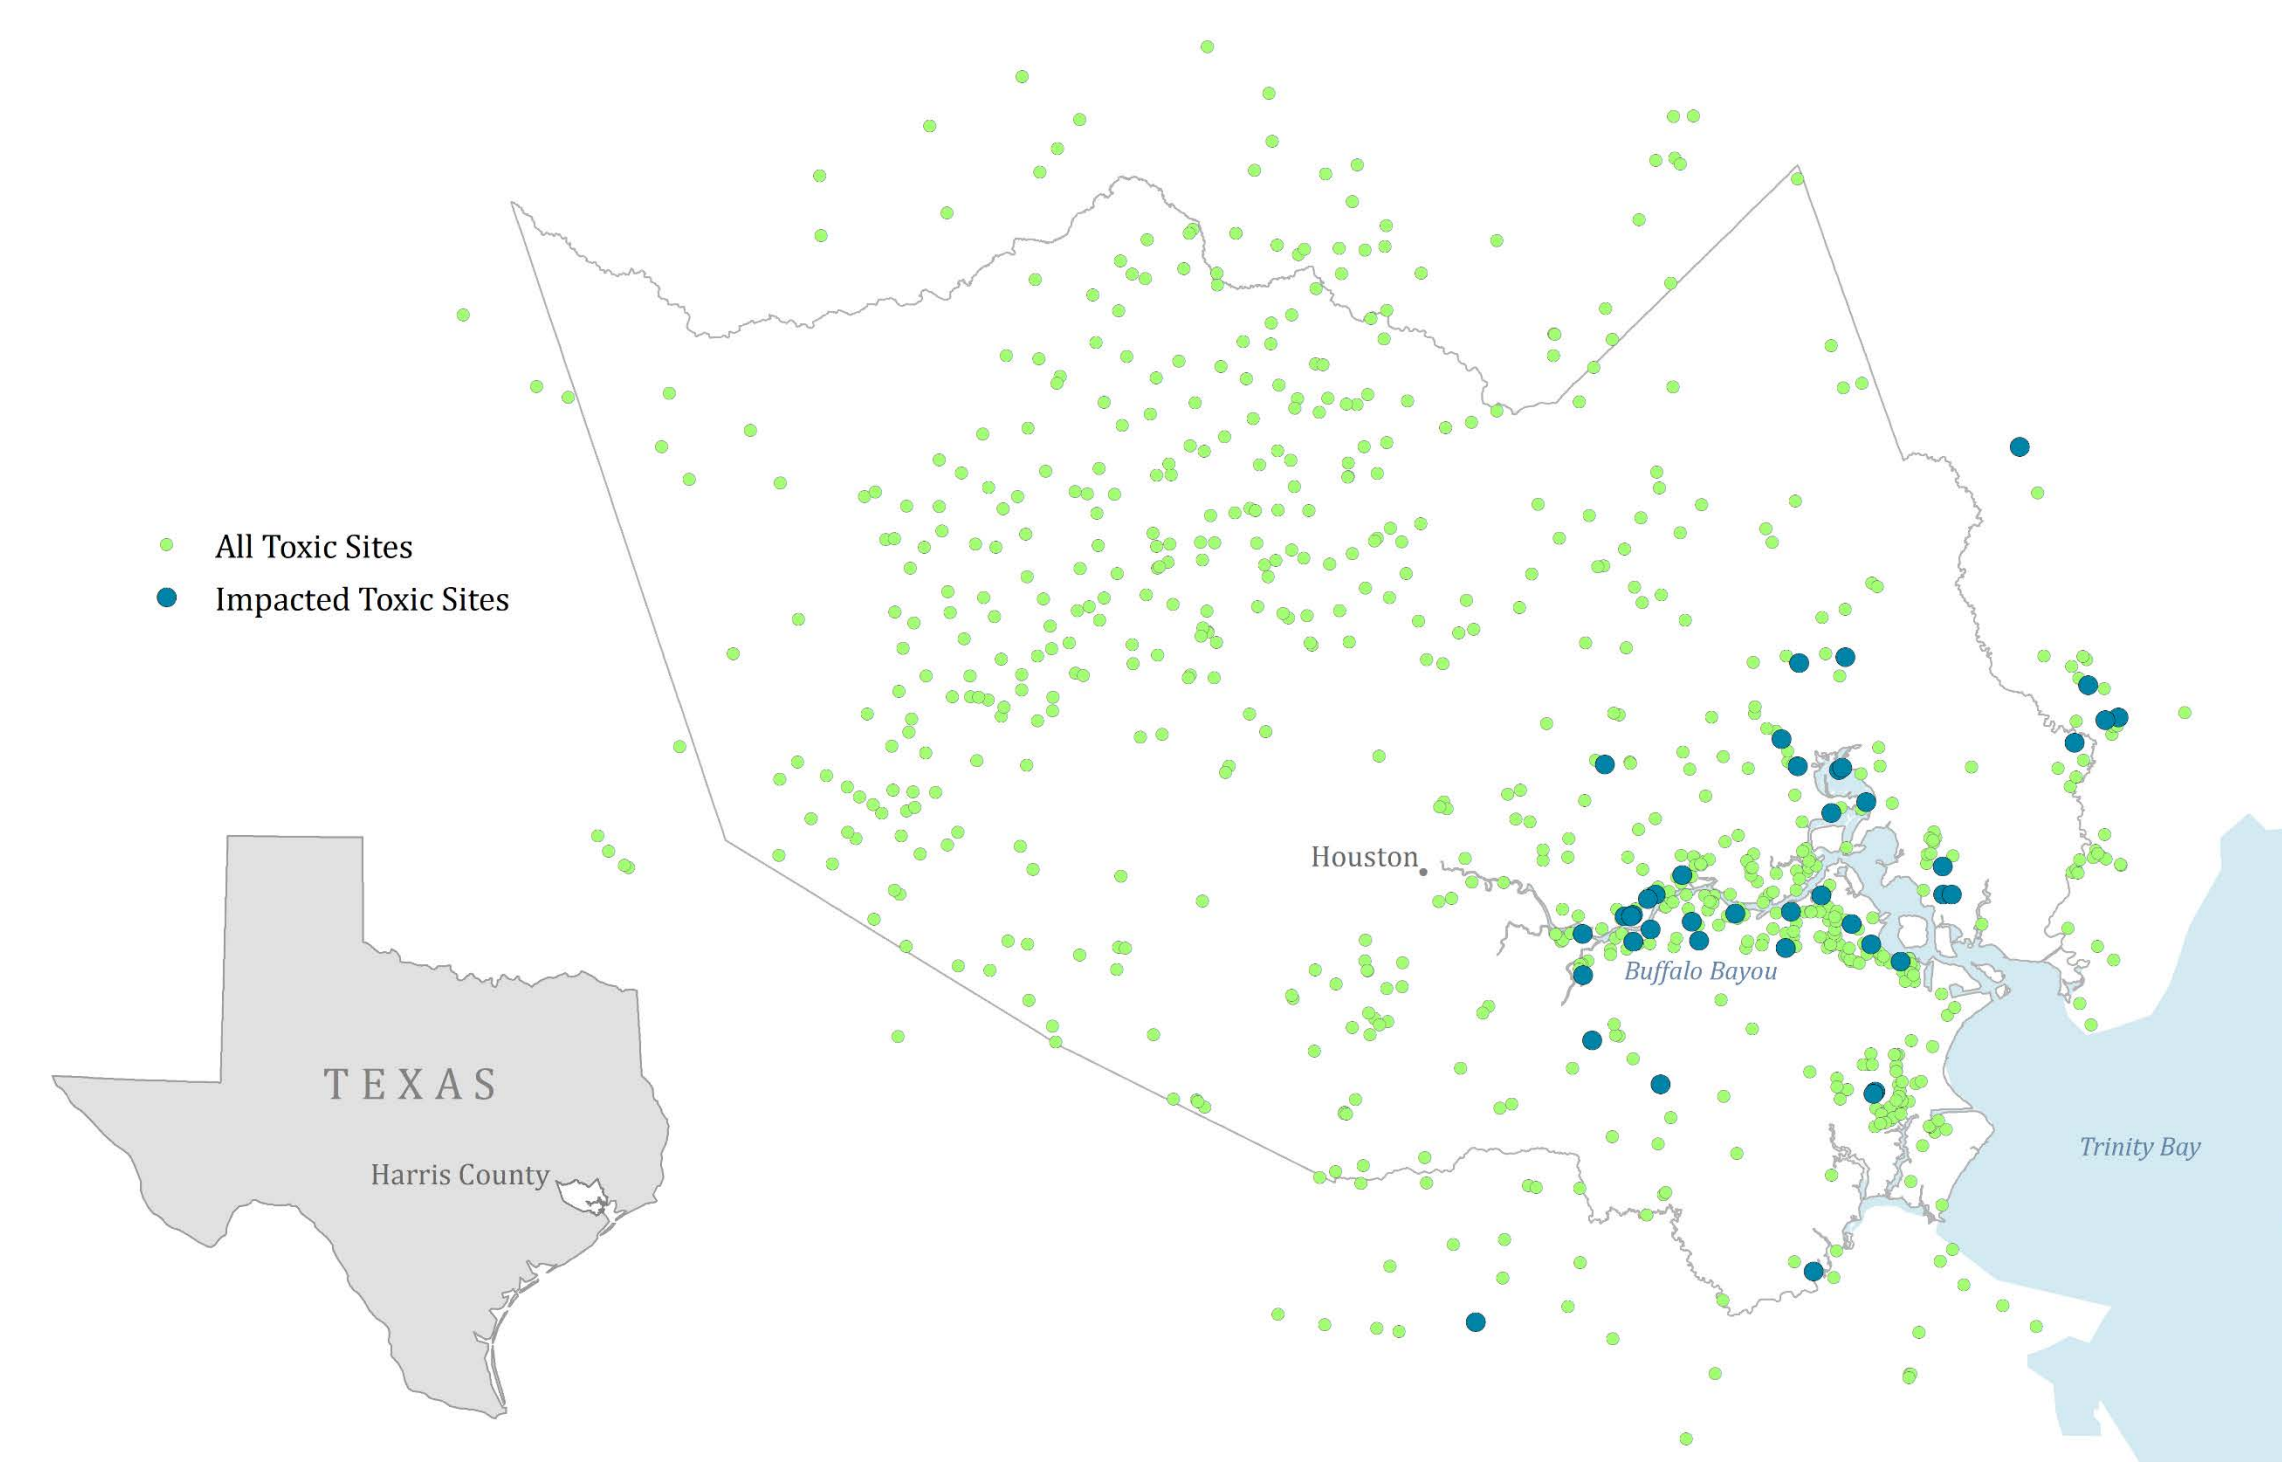 All Toxic Sites
Impacted Toxic Sites
Houston
Buffalo Bayou
TEXAS
Harris County
Trinity Bay